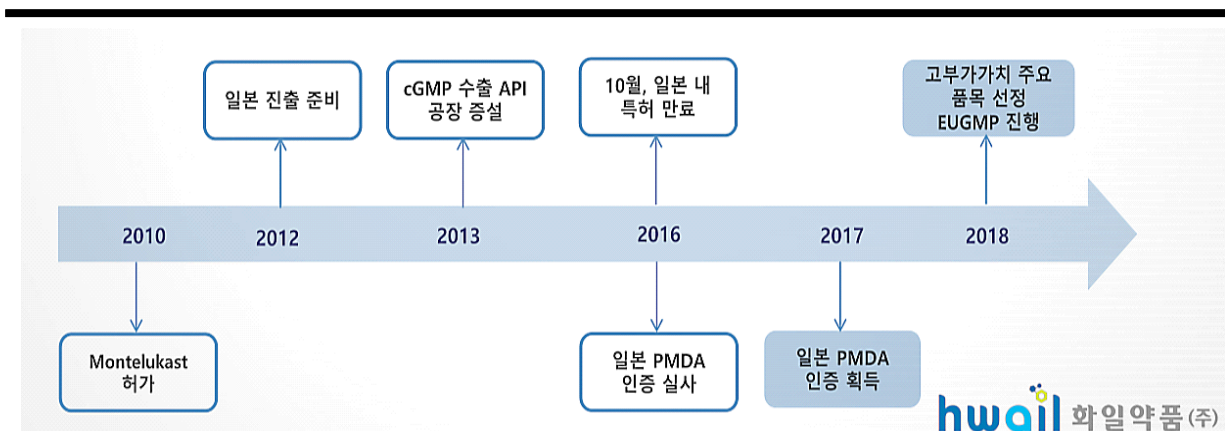 일본 진출 준비
cGMP 수출 API
공장 증설
10월, 일본 내
특허 만료
고부가가치 주요
품목 선정
EUGMP 진행
2010
2012
2013
2016
2017
2018
Montelukast
허가
일본 PMDA
인증 실사
일본 PMDA
인증 획득
hwail 화일약품(주)